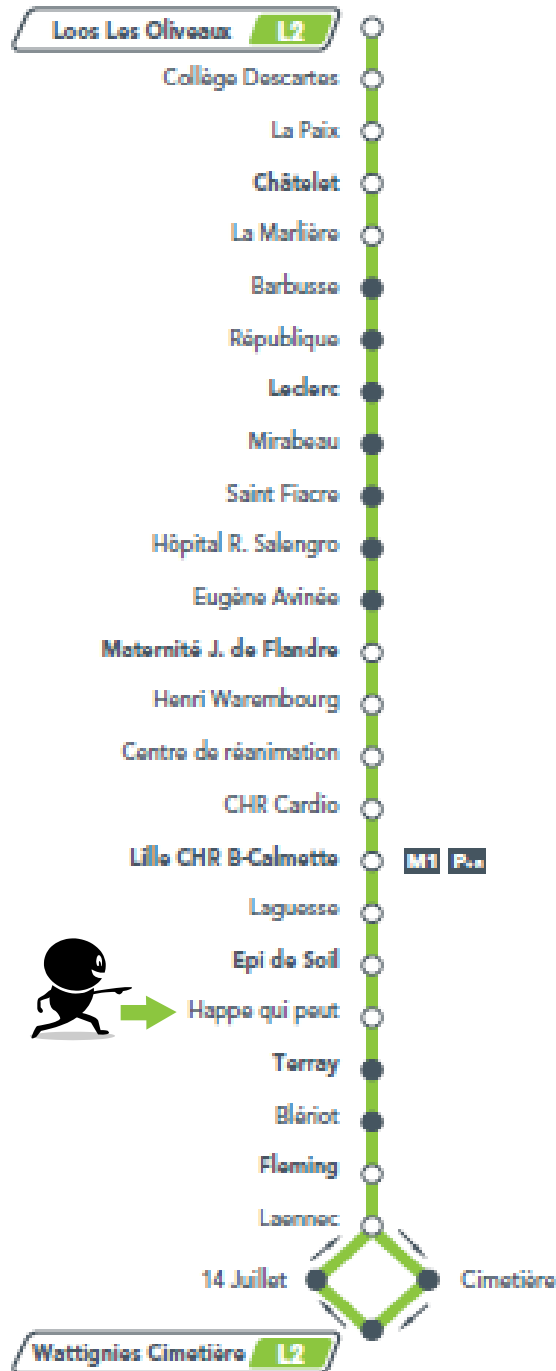 Loos Les Oliveaux L2
Collège Descartes
La Paix
Châtelet
La Marlière
Barbusse
République
Leclerc
Mirabeau
Saint Fiacre
Hôpital R. Salengro
Eugène Avinée
Maternité J. de Flandre
Henri Warembourg
Centre de réanimation
CHR Cardio
Lille CHR B-Calmette M1
Laguesse
Epi de Soil
Happe qui peut
Terray
Blériot
Fleming
Laennec
14 Juillet Cimetière
Wattignies Cimetière L2